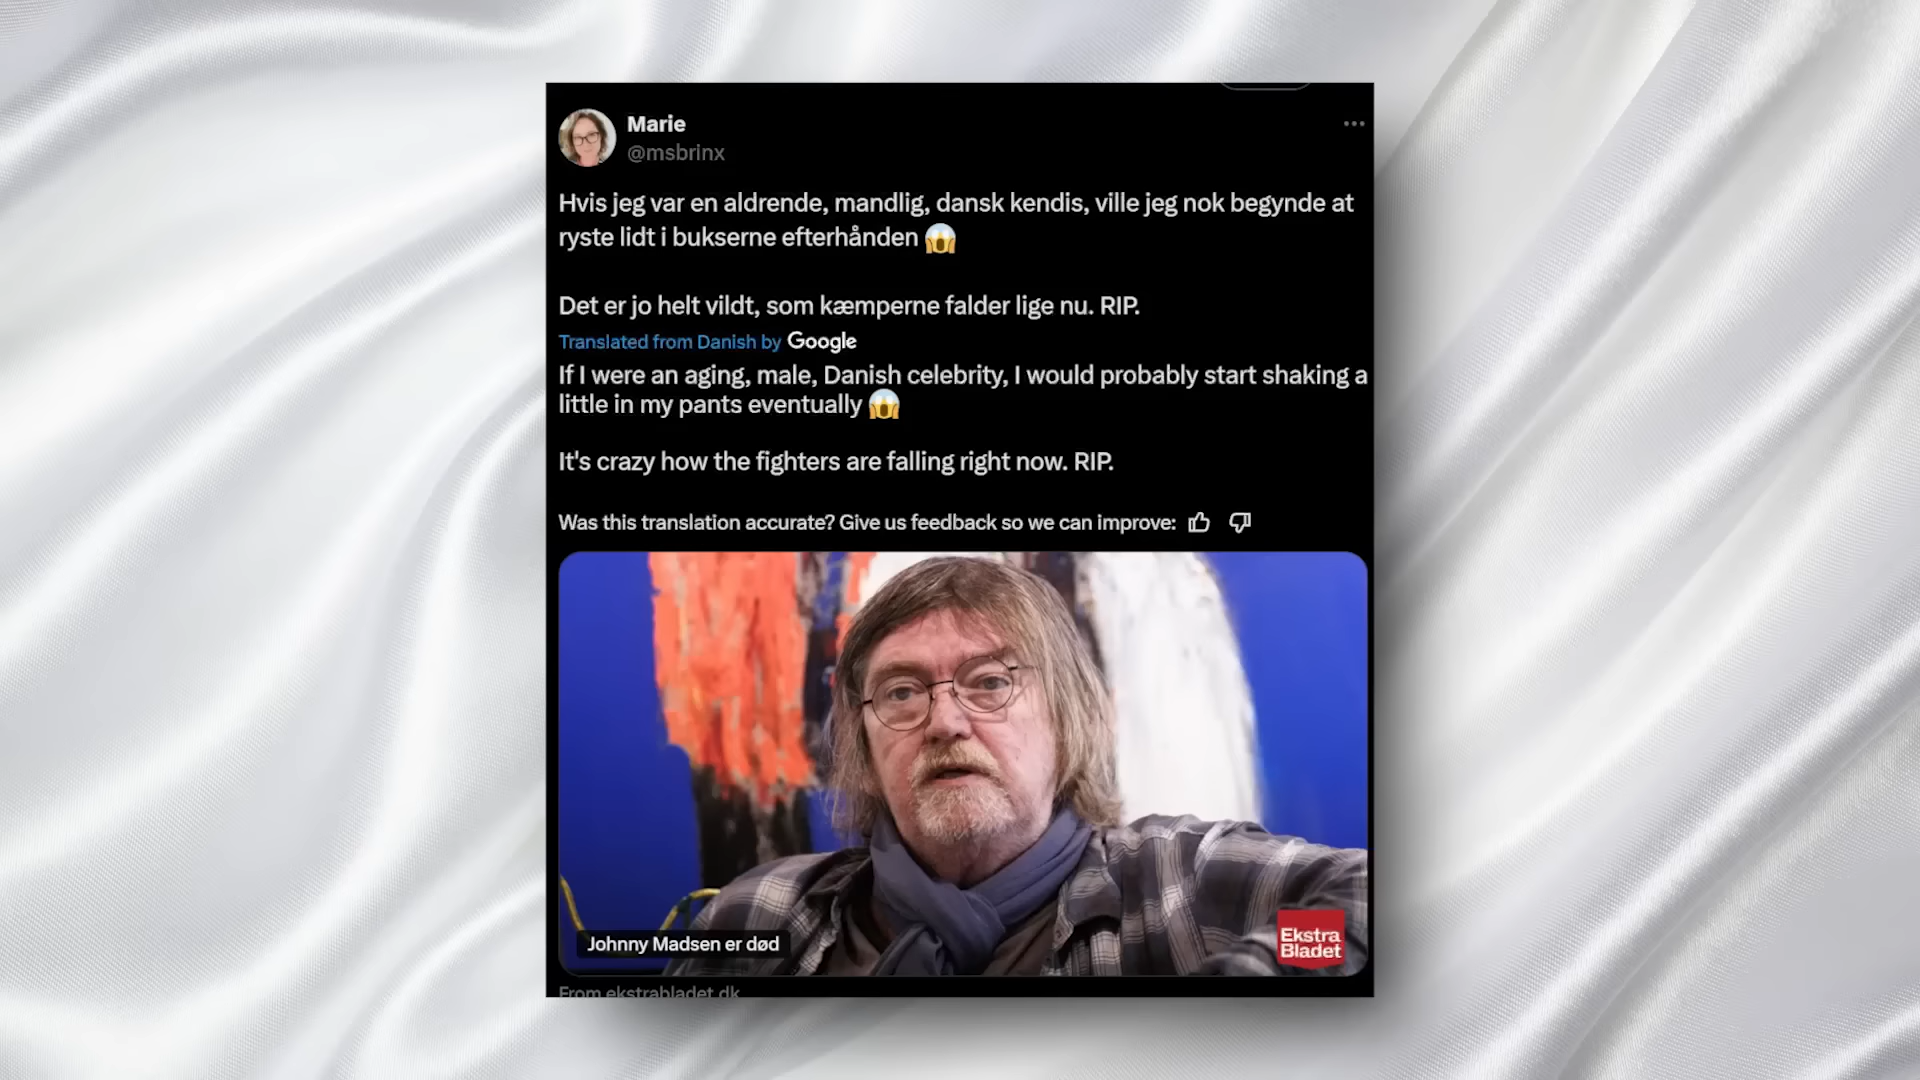 Marie
@msbrinx
Hvis jeg var en aldrende, mandlig, dansk kendis, ville jeg nok begynde at
ryste lidt i bukserne efterhånden 😱
Det er jo helt vildt, som kæmperne falder lige nu. RIP.
Translated from Danish by Google
If I were an aging, male, Danish celebrity, I would probably start shaking a
little in my pants eventually 😱
It's crazy how the fighters are falling right now. RIP.
Was this translation accurate? Give us feedback so we can improve:
Johnny Madsen er død
Ekstra
Bladet
From ekstrabladet.dk